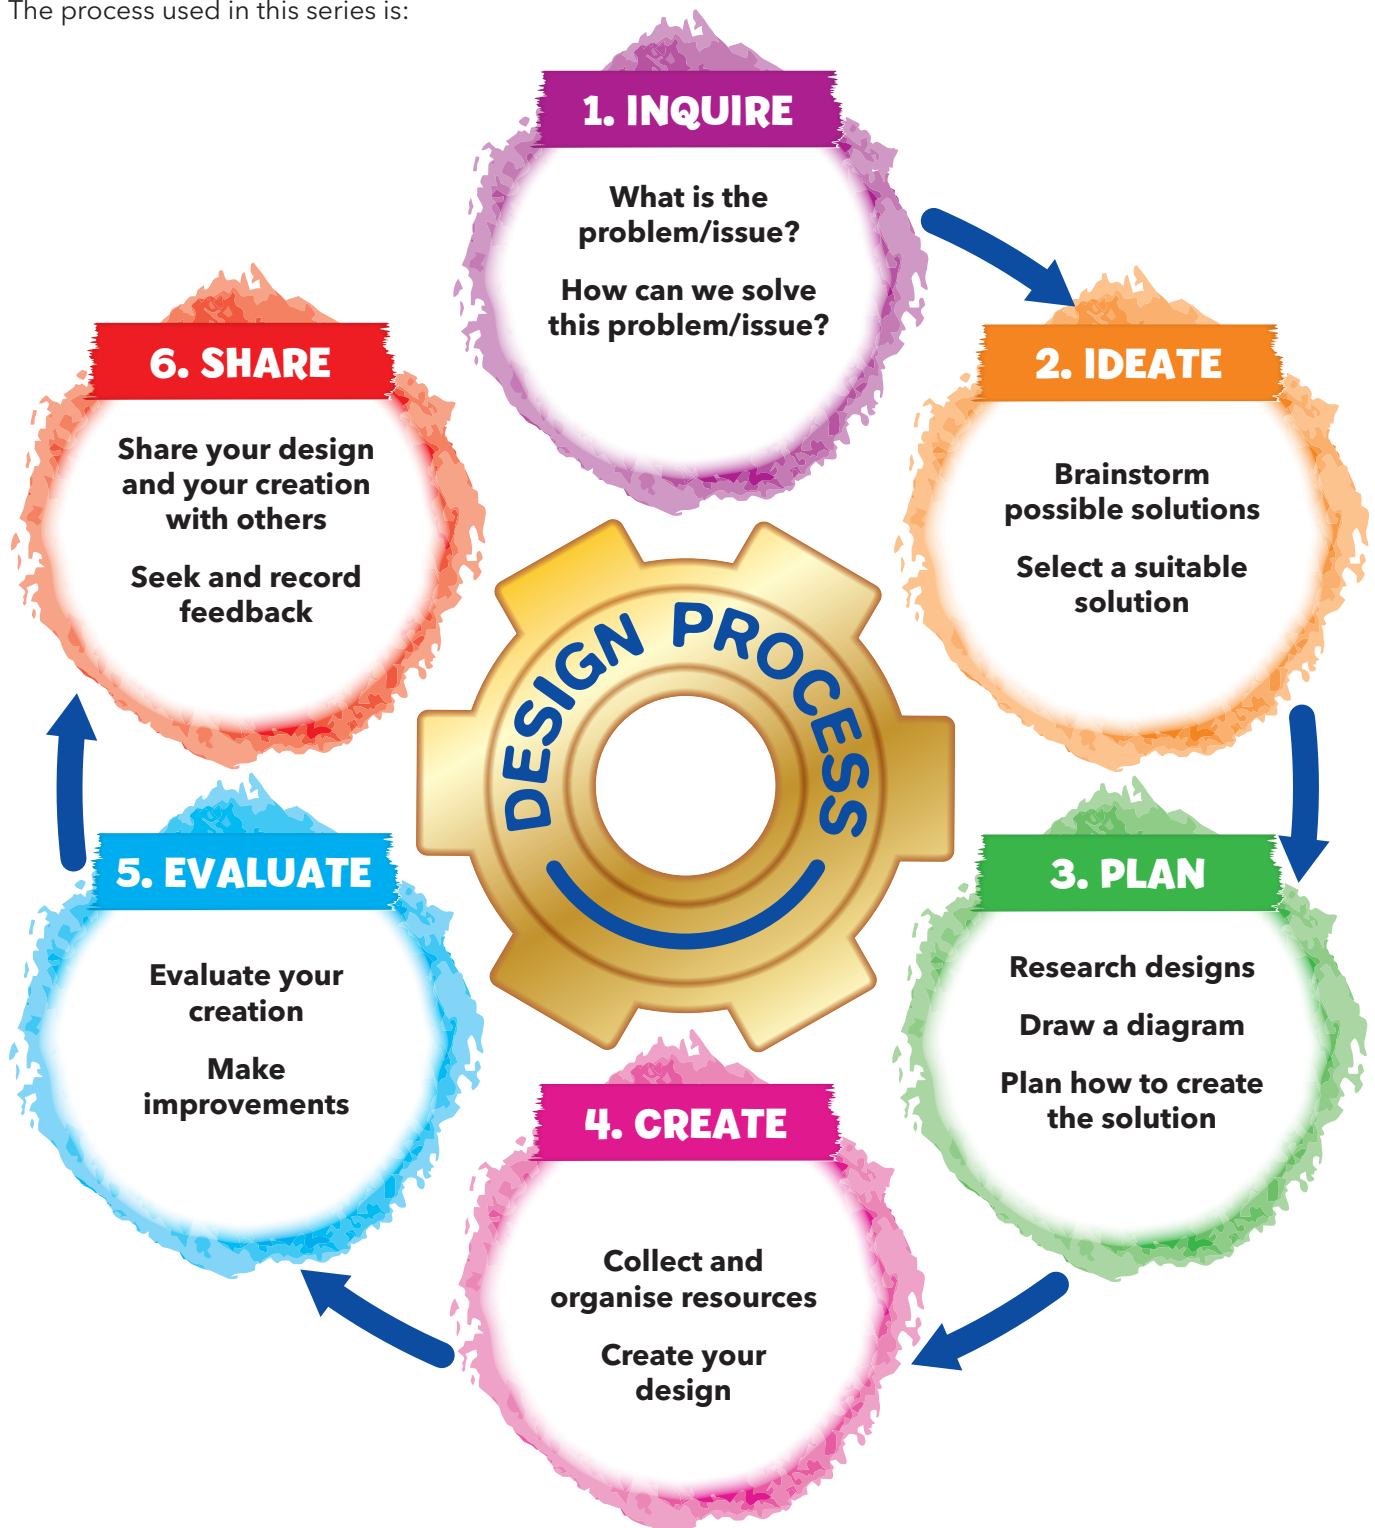 The process used in this series is:
1. INQUIRE
What is the
problem/issue?
How can we solve
this problem/issue?
2. IDEATE
Brainstorm
possible solutions
Select a suitable
solution
3. PLAN
Research designs
Draw a diagram
Plan how to create
the solution
4. CREATE
Collect and
organise resources
Create your
design
5. EVALUATE
Evaluate your
creation
Make
improvements
6. SHARE
Share your design
and your creation
with others
Seek and record
feedback
DESIGN PROCESS